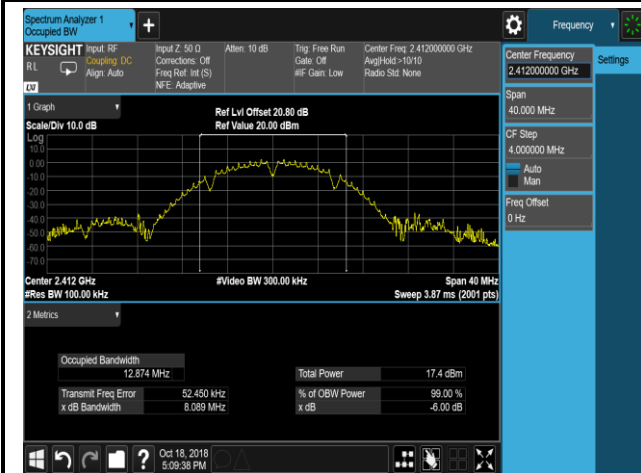 Spectrum Analyzer 1
Occupied BW
Frequency
KEYSIGHT
R L
LXI
Input: RF
Coupling: DC
Align: Auto
Input Z: 50 Ω
Corrections: Off
Freq Ref: Int (S)
NFE: Adaptive
Atten: 10 dB
Trig: Free Run
Gate: Off
#IF Gain: Low
Center Freq: 2.412000000 GHz
Avg|Hold:>10/10
Radio Std: None
Center Frequency
2.412000000 GHz
Settings
Span
40.000 MHz
CF Step
4.000000 MHz
Auto
Man
Freq Offset
0 Hz
1 Graph
Scale/Div 10.0 dB
Ref Lvl Offset 20.80 dB
Ref Value 20.00 dBm
Log
10.0
0.00
-10.0
-20.0
-30.0
-40.0
-50.0
-60.0
-70.0
Center 2.412 GHz
#Video BW 300.00 kHz
Span 40 MHz
#Res BW 100.00 kHz
Sweep 3.87 ms (2001 pts)
2 Metrics
Occupied Bandwidth
12.874 MHz
Total Power 17.4 dBm
Transmit Freq Error 52.450 kHz
% of OBW Power 99.00 %
x dB Bandwidth 8.089 MHz
x dB -6.00 dB
?
Oct 18, 2018
5:09:38 PM